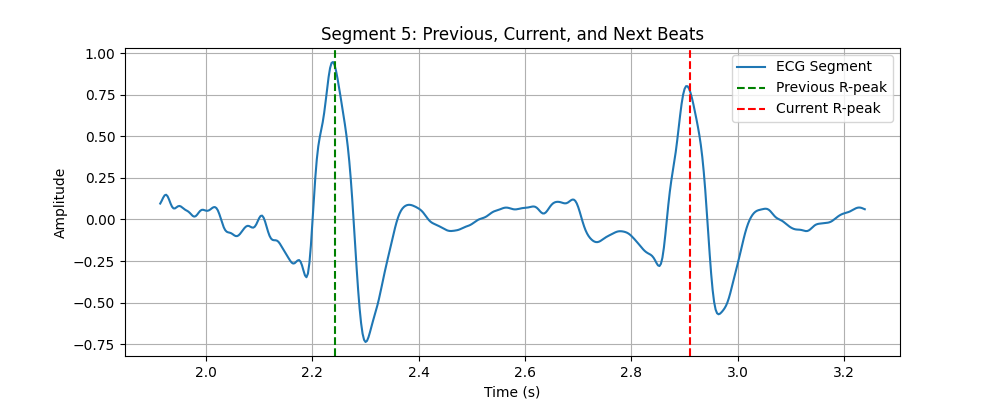 Segment 5: Previous, Current, and Next Beats
1.00
0.75
0.50
0.25
0.00
−0.25
−0.50
−0.75
Amplitude
ECG Segment
Previous R-peak
Current R-peak
2.0 2.2 2.4 2.6 2.8 3.0 3.2
Time (s)